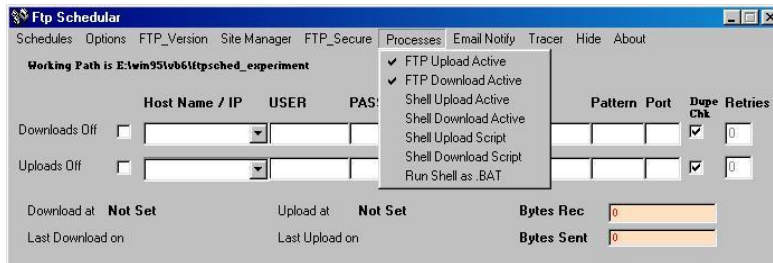 Ftp Schedular
Schedules Options FTP_Version Site Manager FTP_Secure Processes Email Notify Tracer Hide About
Working Path is E:\win95\vb6\ftpsched_experiment
FTP Upload Active
FTP Download Active
Shell Upload Active
Shell Download Active
Shell Upload Script
Shell Download Script
Run Shell as .BAT
Host Name / IP USER PAS Pattern Port Dupe Chk Retries
Downloads Off 0
Uploads Off 0
Download at Not Set Upload at Not Set Bytes Rec 0
Last Download on Last Upload on Bytes Sent 0